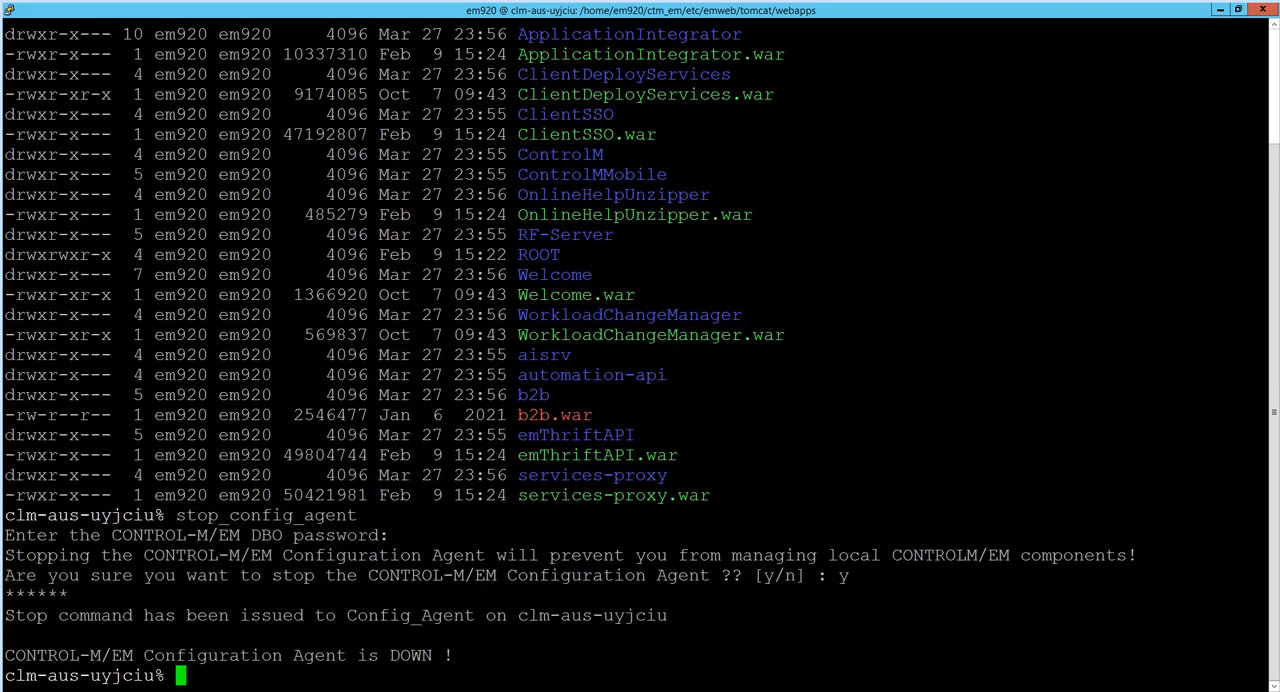 em920 @ clm-aus-uyjciu: /home/em920/ctm_em/etc/emweb/tomcat/webapps
drwxr-x--- 10 em920 em920     4096 Mar 27 23:56 ApplicationIntegrator
-rwxr-x---  1 em920 em920 10337310 Feb  9 15:24 ApplicationIntegrator.war
drwxr-x---  4 em920 em920     4096 Mar 27 23:56 ClientDeployServices
-rwxr-xr-x  1 em920 em920  9174085 Oct  7 09:43 ClientDeployServices.war
drwxr-x---  4 em920 em920     4096 Mar 27 23:55 ClientSSO
-rwxr-x---  1 em920 em920 47192807 Feb  9 15:24 ClientSSO.war
drwxr-x---  4 em920 em920     4096 Mar 27 23:55 ControlM
drwxr-x---  5 em920 em920     4096 Mar 27 23:55 ControlMMobile
drwxr-x---  4 em920 em920     4096 Mar 27 23:55 OnlineHelpUnzipper
-rwxr-x---  1 em920 em920   485279 Feb  9 15:24 OnlineHelpUnzipper.war
drwxr-x---  5 em920 em920     4096 Mar 27 23:55 RF-Server
drwxrwxr-x  4 em920 em920     4096 Feb  9 15:22 ROOT
drwxr-x---  7 em920 em920     4096 Mar 27 23:56 Welcome
-rwxr-xr-x  1 em920 em920  1366920 Oct  7 09:43 Welcome.war
drwxr-x---  4 em920 em920     4096 Mar 27 23:56 WorkloadChangeManager
-rwxr-xr-x  1 em920 em920   569837 Oct  7 09:43 WorkloadChangeManager.war
drwxr-x---  4 em920 em920     4096 Mar 27 23:55 aisrv
drwxr-x---  4 em920 em920     4096 Mar 27 23:55 automation-api
drwxr-x---  5 em920 em920     4096 Mar 27 23:56 b2b
-rw-r--r--  1 em920 em920  2546477 Jan  6  2021 b2b.war
drwxr-x---  5 em920 em920     4096 Mar 27 23:55 emThriftAPI
-rwxr-x---  1 em920 em920 49804744 Feb  9 15:24 emThriftAPI.war
drwxr-x---  4 em920 em920     4096 Mar 27 23:56 services-proxy
-rwxr-x---  1 em920 em920 50421981 Feb  9 15:24 services-proxy.war
clm-aus-uyjciu% stop_config_agent
Enter the CONTROL-M/EM DBO password:
Stopping the CONTROL-M/EM Configuration Agent will prevent you from managing local CONTROLM/EM components!
Are you sure you want to stop the CONTROL-M/EM Configuration Agent ?? [y/n] : y
******
Stop command has been issued to Config_Agent on clm-aus-uyjciu
CONTROL-M/EM Configuration Agent is DOWN !
clm-aus-uyjciu%